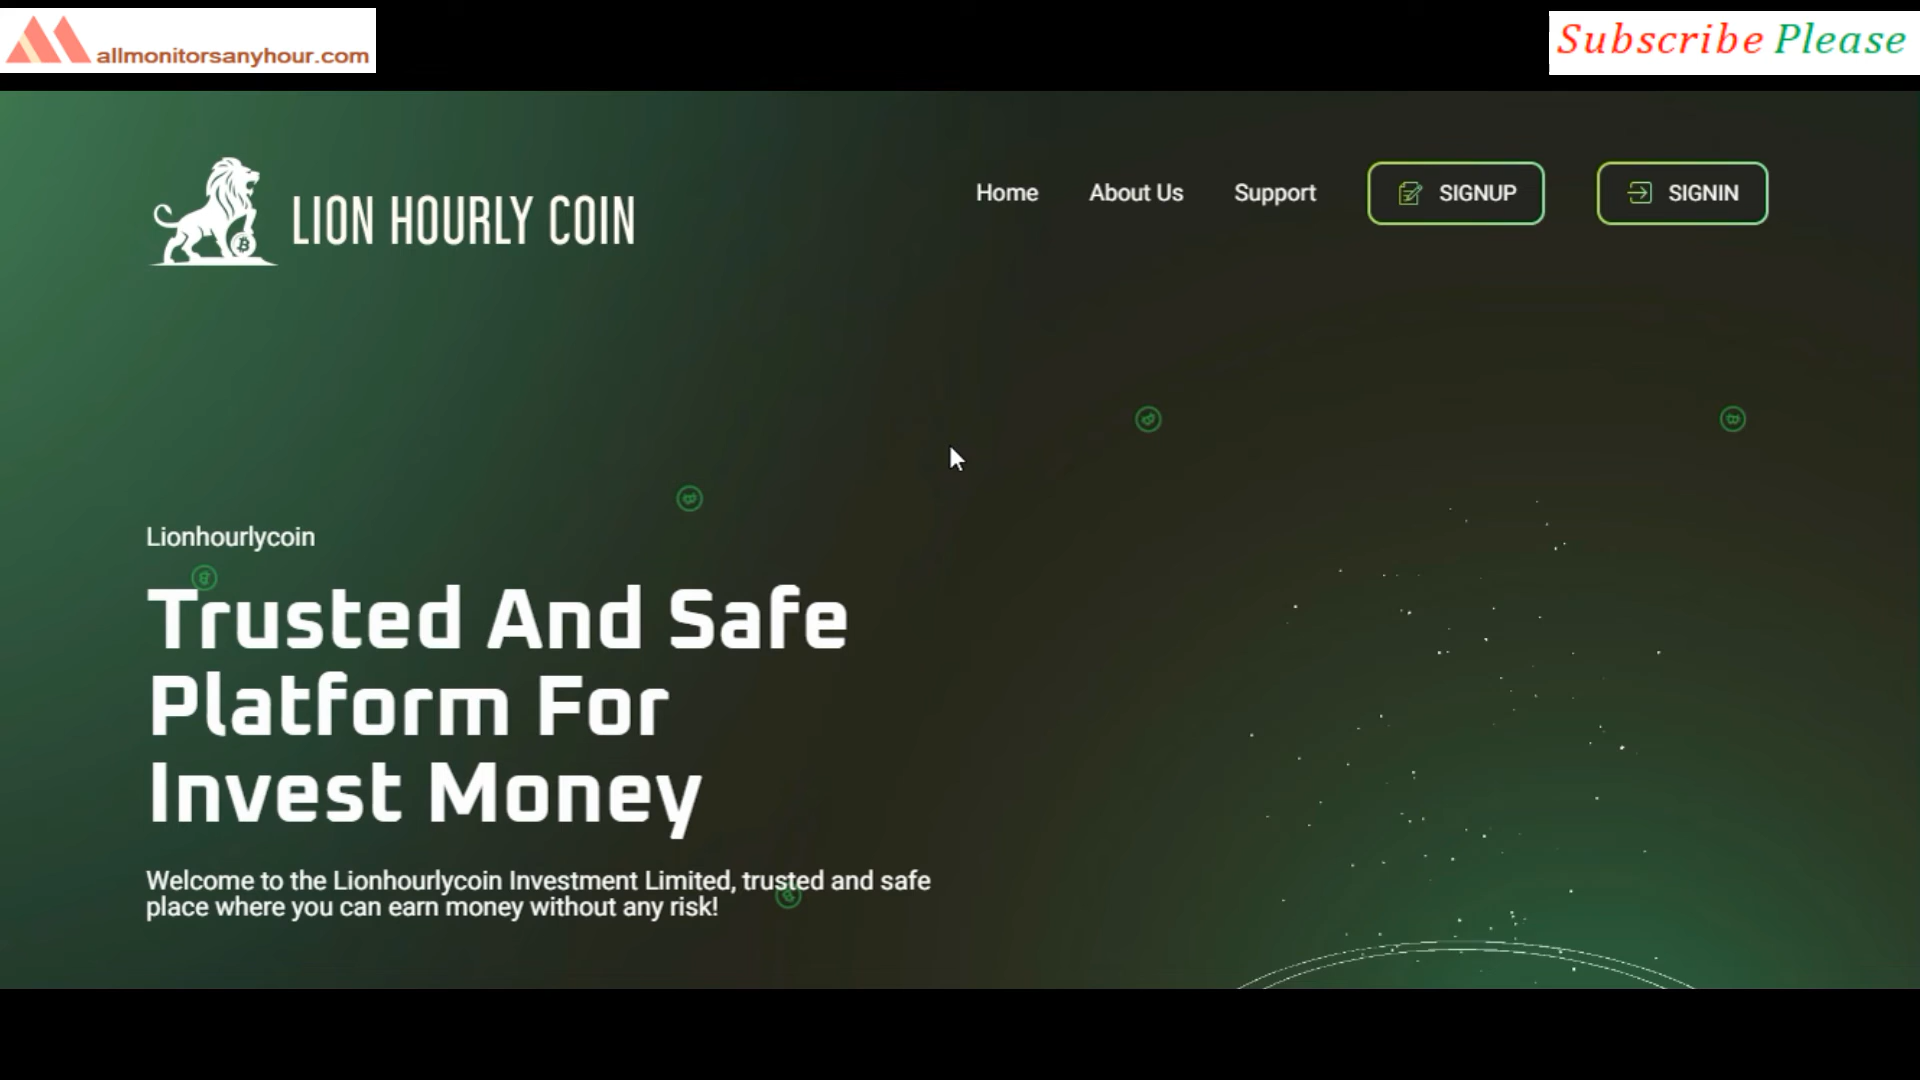 allmonitorsanyhour.com
Subscribe Please
LION HOURLY COIN
Home
About Us
Support
SIGNUP
SIGNIN
Lionhourlycoin
Trusted And Safe
Platform For
Invest Money
Welcome to the Lionhourlycoin Investment Limited, trusted and safe
place where you can earn money without any risk!